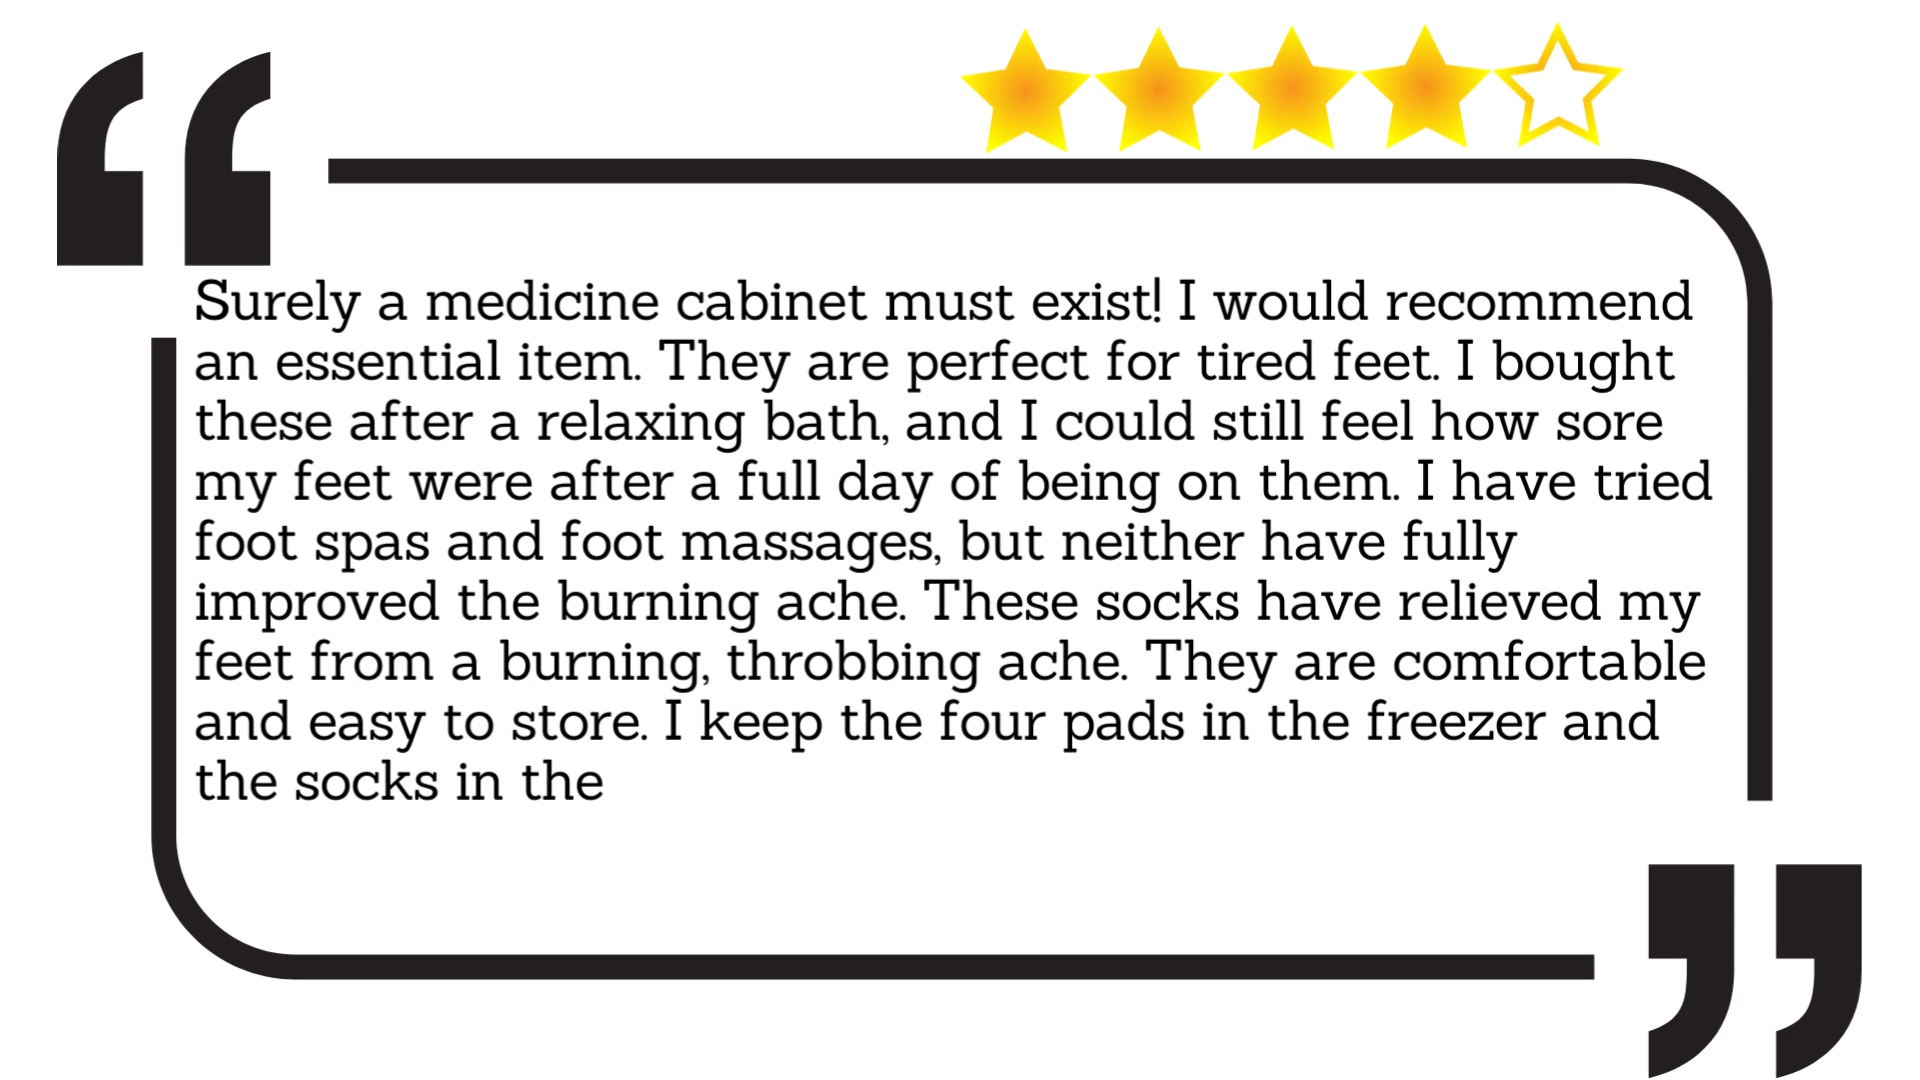 Surely a medicine cabinet must exist! I would recommend
an essential item. They are perfect for tired feet. I bought
these after a relaxing bath, and I could still feel how sore
my feet were after a full day of being on them. I have tried
foot spas and foot massages, but neither have fully
improved the burning ache. These socks have relieved my
feet from a burning, throbbing ache. They are comfortable
and easy to store. I keep the four pads in the freezer and
the socks in the